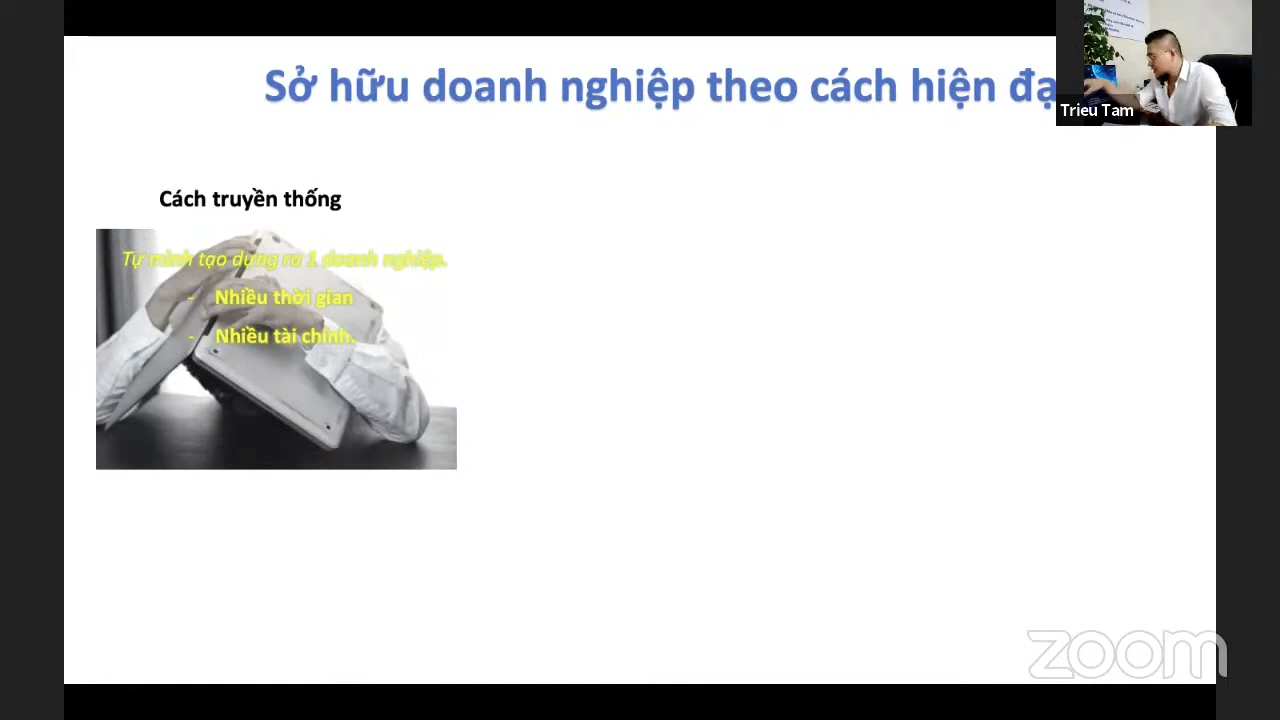 Sở hữu doanh nghiệp theo cách hiện đạ
Trieu Tam
Cách truyền thống
Tự mình tạo dựng ra 1 doanh nghiệp.
- Nhiều thời gian
- Nhiều tài chính.
zoom